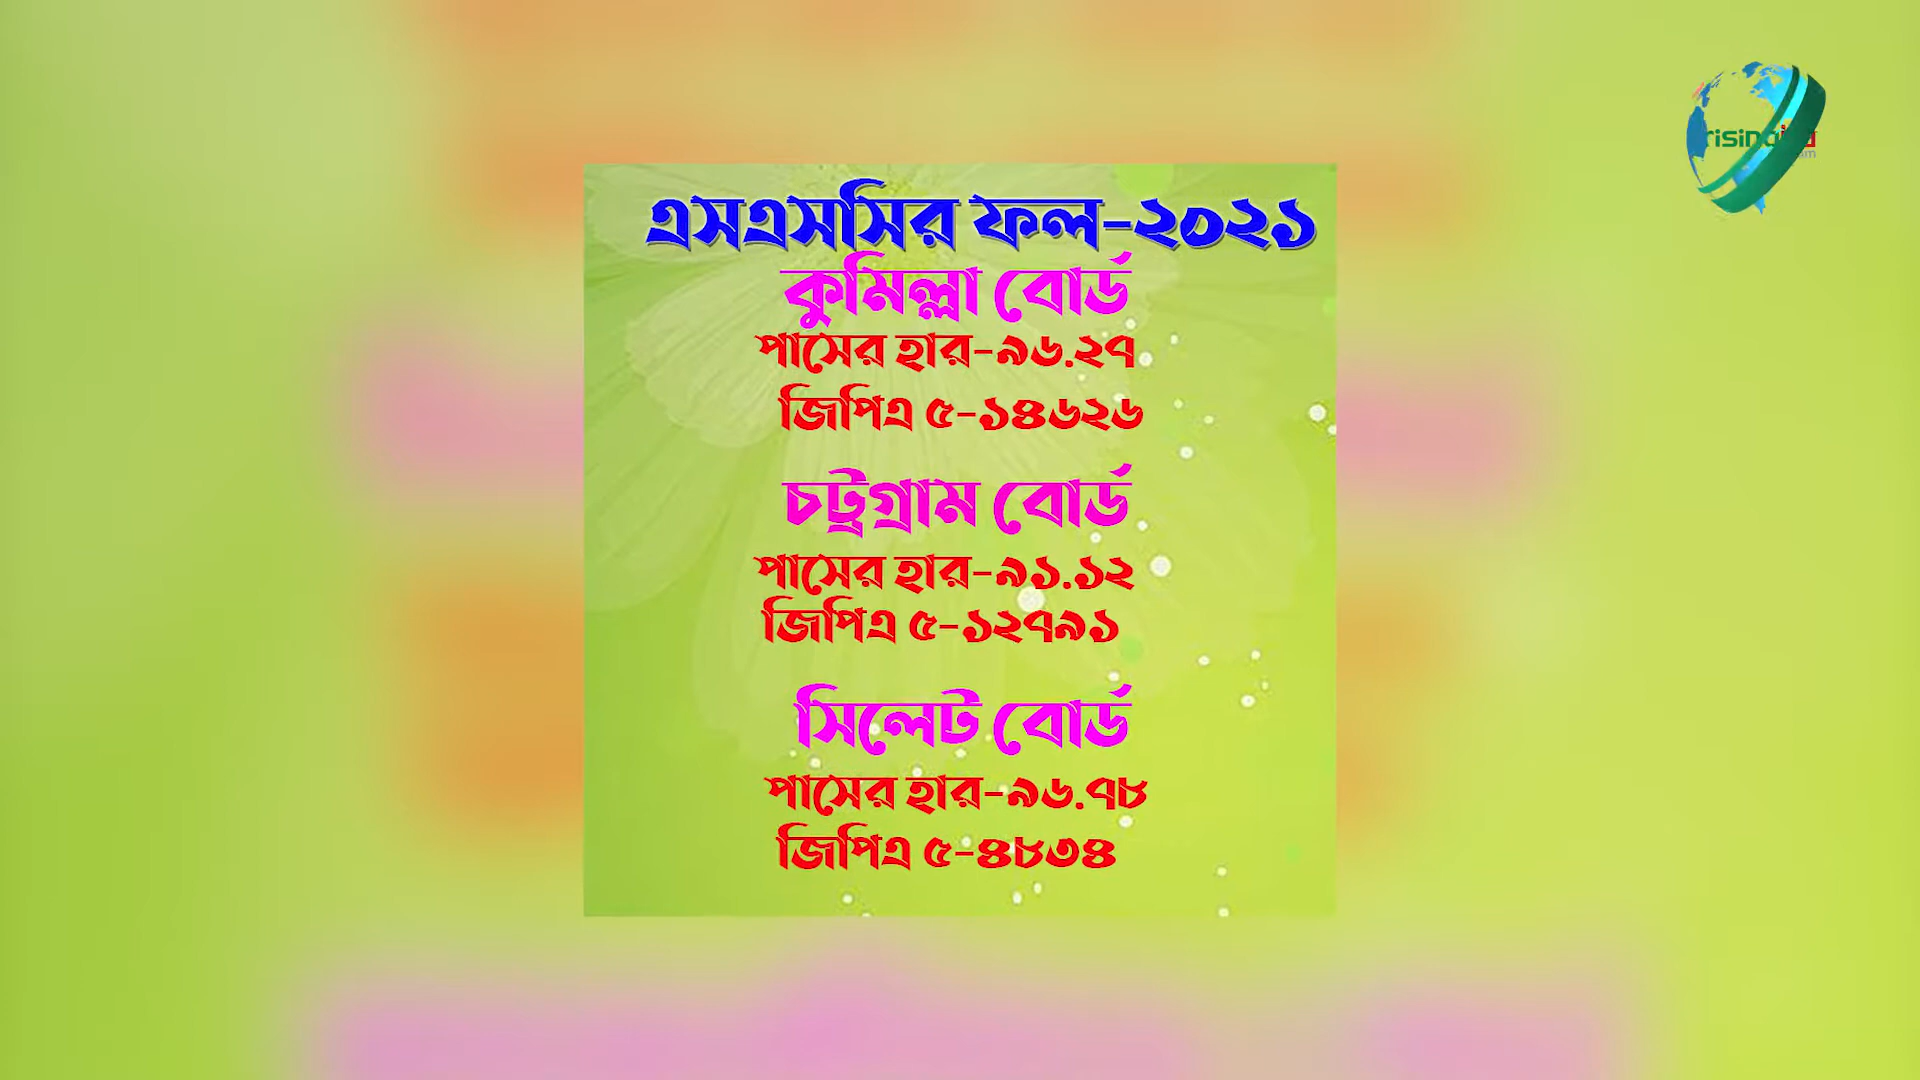 এসএসসির ফল-২০২১
কুমিল্লা বোর্ড
পাসের হার-৯৬.২৭
জিপিএ ৫-১৪৬২৬
চট্টগ্রাম বোর্ড
পাসের হার-৯১.১২
জিপিএ ৫-১২৭৯১
সিলেট বোর্ড
পাসের হার-৯৬.৭৮
জিপিএ ৫-৪৮৩৪